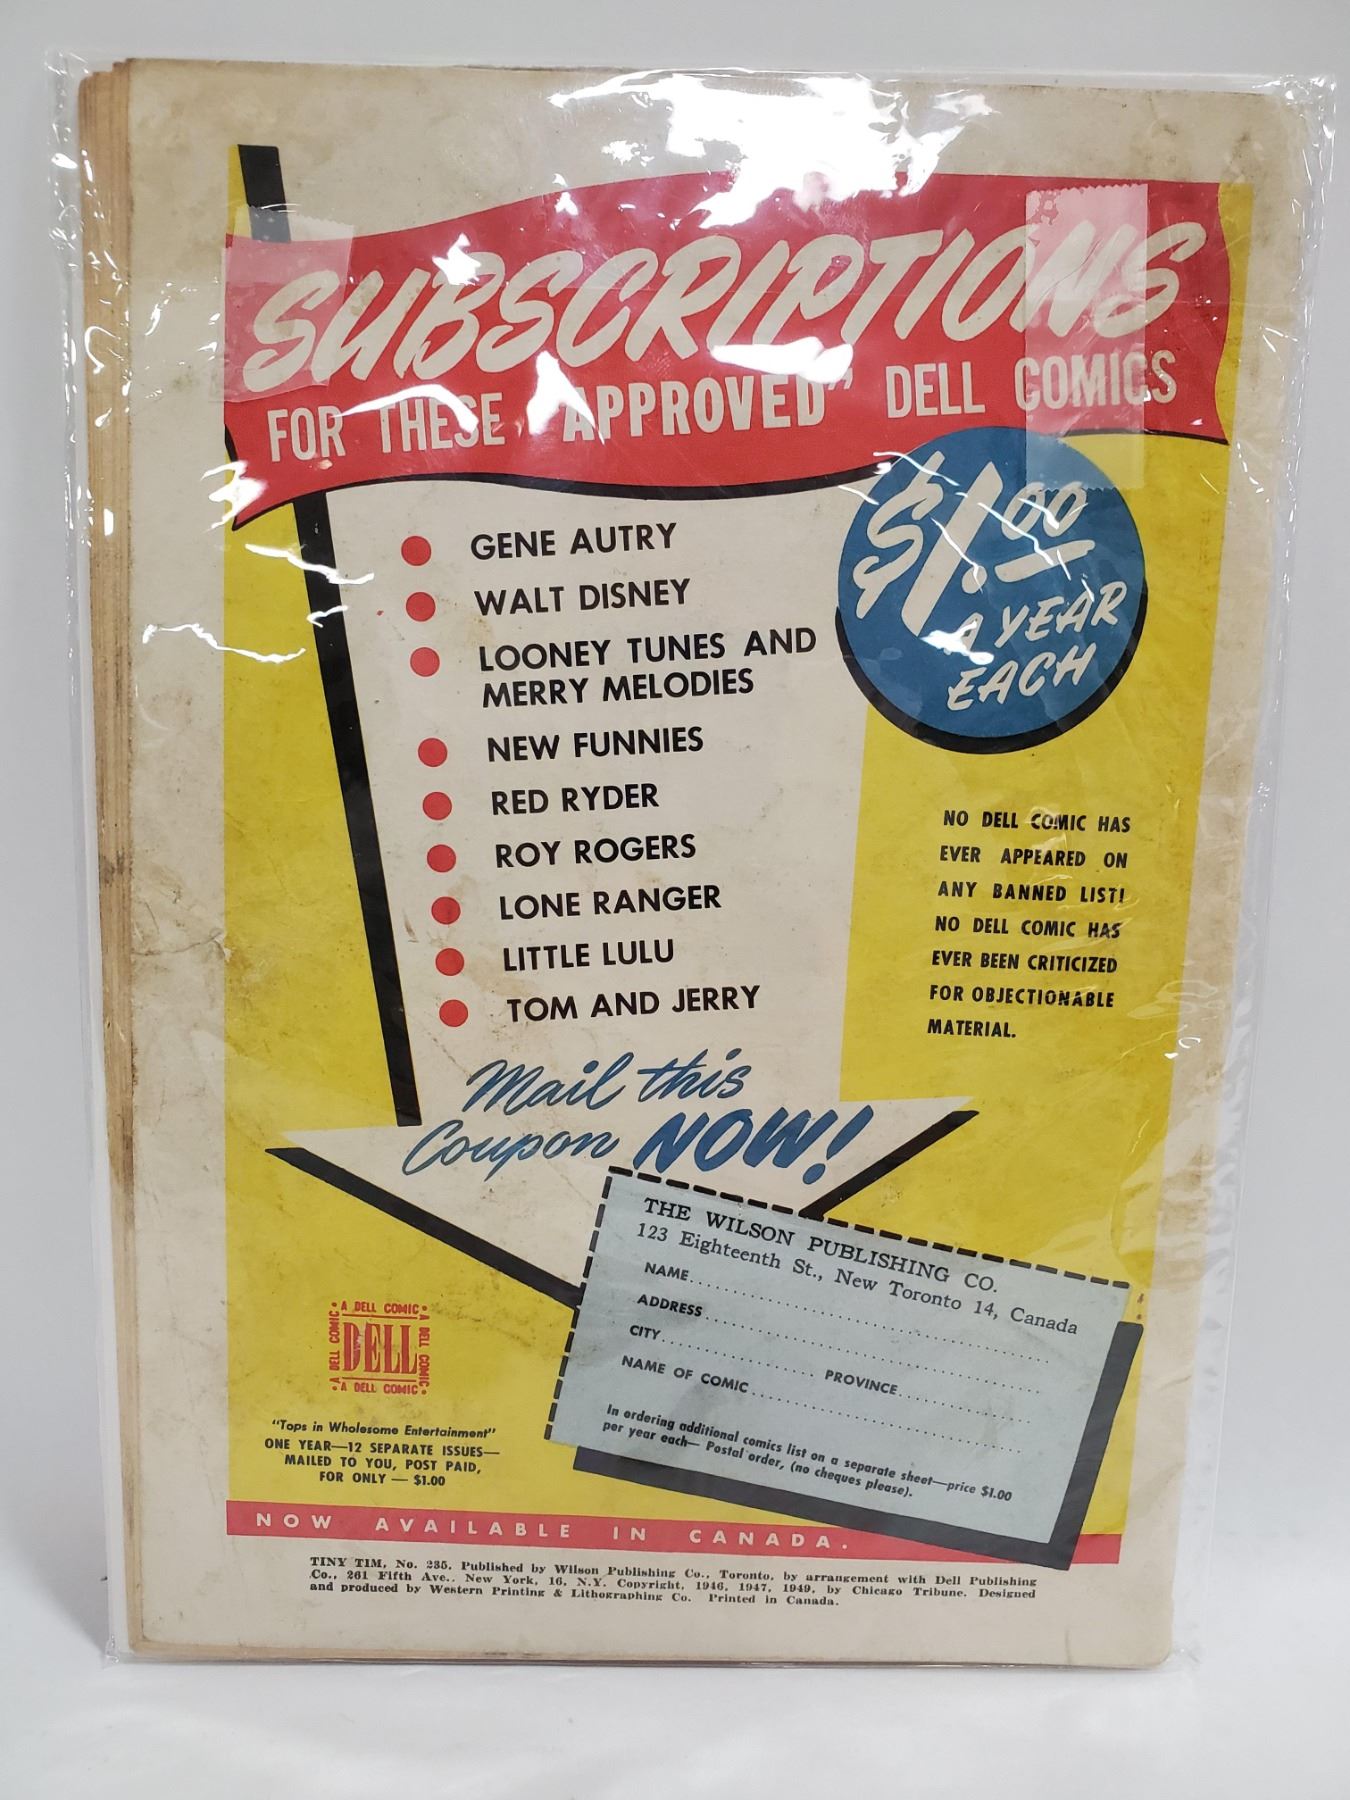 SUBSCRIPTIONS
FOR THESE "APPROVED" DELL COMICS
$1.00
A YEAR
EACH
GENE AUTRY
WALT DISNEY
LOONEY TUNES AND
MERRY MELODIES
NEW FUNNIES
RED RYDER
ROY ROGERS
LONE RANGER
LITTLE LULU
TOM AND JERRY
NO DELL COMIC HAS
EVER APPEARED ON
ANY BANNED LIST!
NO DELL COMIC HAS
EVER BEEN CRITICIZED
FOR OBJECTIONABLE
MATERIAL.
Mail this
Coupon NOW!
THE WILSON PUBLISHING CO.
123 Eighteenth St., New Toronto 14, Canada
NAME
ADDRESS
CITY PROVINCE
NAME OF COMIC
In ordering additional comics list on a separate sheet—price $1.00
per year each— Postal order, (no cheques please).
A DELL COMIC
A DELL COMIC
DELL
A DELL COMIC
A DELL COMIC
"Tops in Wholesome Entertainment"
ONE YEAR—12 SEPARATE ISSUES—
MAILED TO YOU, POST PAID,
FOR ONLY — $1.00
NOW AVAILABLE IN CANADA.
TINY TIM, No. 235. Published by Wilson Publishing Co., Toronto, by arrangement with Dell Publishing
Co., 261 Fifth Ave., New York, 16, N.Y. Copyright, 1946, 1947, 1949, by Chicago Tribune. Designed
and produced by Western Printing & Lithographing Co. Printed in Canada.